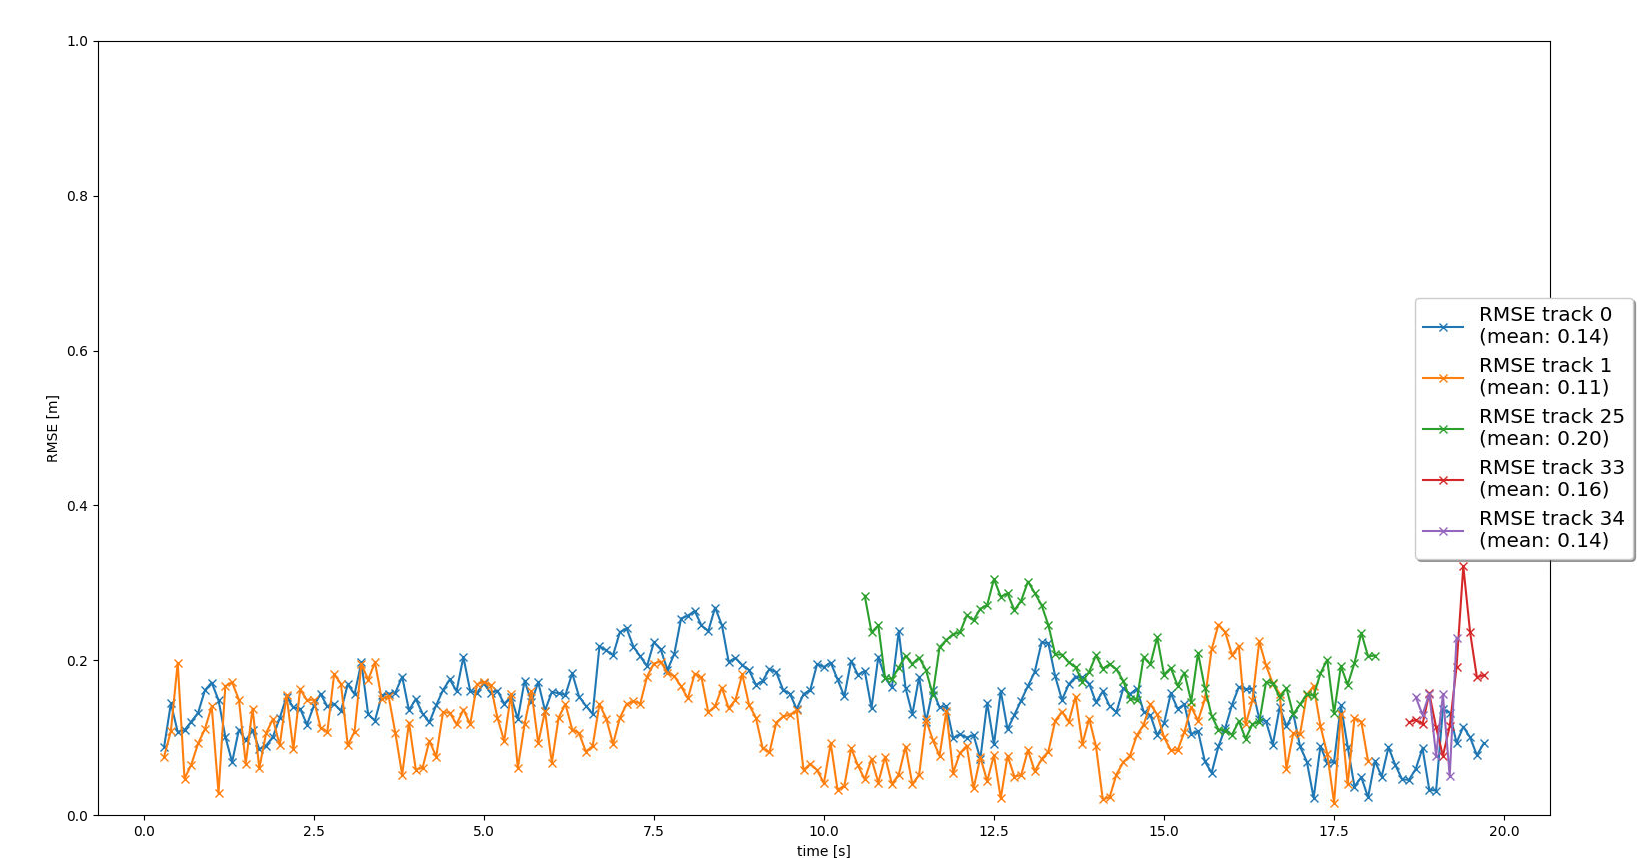 1.0
0.8
0.6
0.4
0.2
0.0
RMSE [m]
0.0 2.5 5.0 7.5 10.0 12.5 15.0 17.5 20.0
time [s]
RMSE track 0
(mean: 0.14)
RMSE track 1
(mean: 0.11)
RMSE track 25
(mean: 0.20)
RMSE track 33
(mean: 0.16)
RMSE track 34
(mean: 0.14)